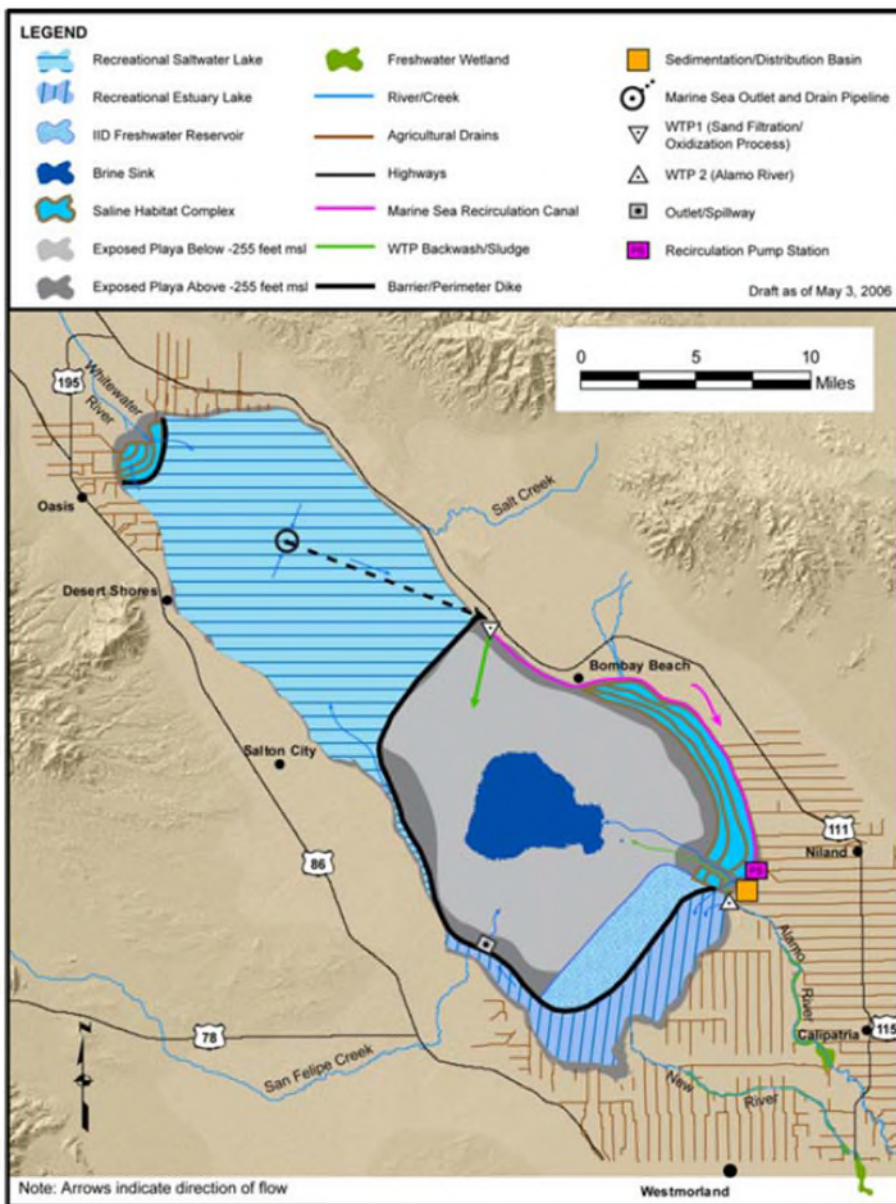 LEGEND
Recreational Saltwater Lake
Recreational Estuary Lake
IID Freshwater Reservoir
Brine Sink
Saline Habitat Complex
Exposed Playa Below -255 feet msl
Exposed Playa Above -255 feet msl
Freshwater Wetland
River/Creek
Agricultural Drains
Highways
Marine Sea Recirculation Canal
WTP Backwash/Sludge
Barrier/Perimeter Dike
Sedimentation/Distribution Basin
Marine Sea Outlet and Drain Pipeline
WTP1 (Sand Filtration/
Oxidization Process)
WTP 2 (Alamo River)
Outlet/Spillway
PS
Recirculation Pump Station
Draft as of May 3, 2006
0 5 10
Miles
195
Whitewater
River
Oasis
Salt Creek
Desert Shores
Bombay Beach
Salton City
86
111
Niland
PS
Alamo
River
Calipatria
115
78
San Felipe Creek
New
River
N
Westmorland
Note: Arrows indicate direction of flow